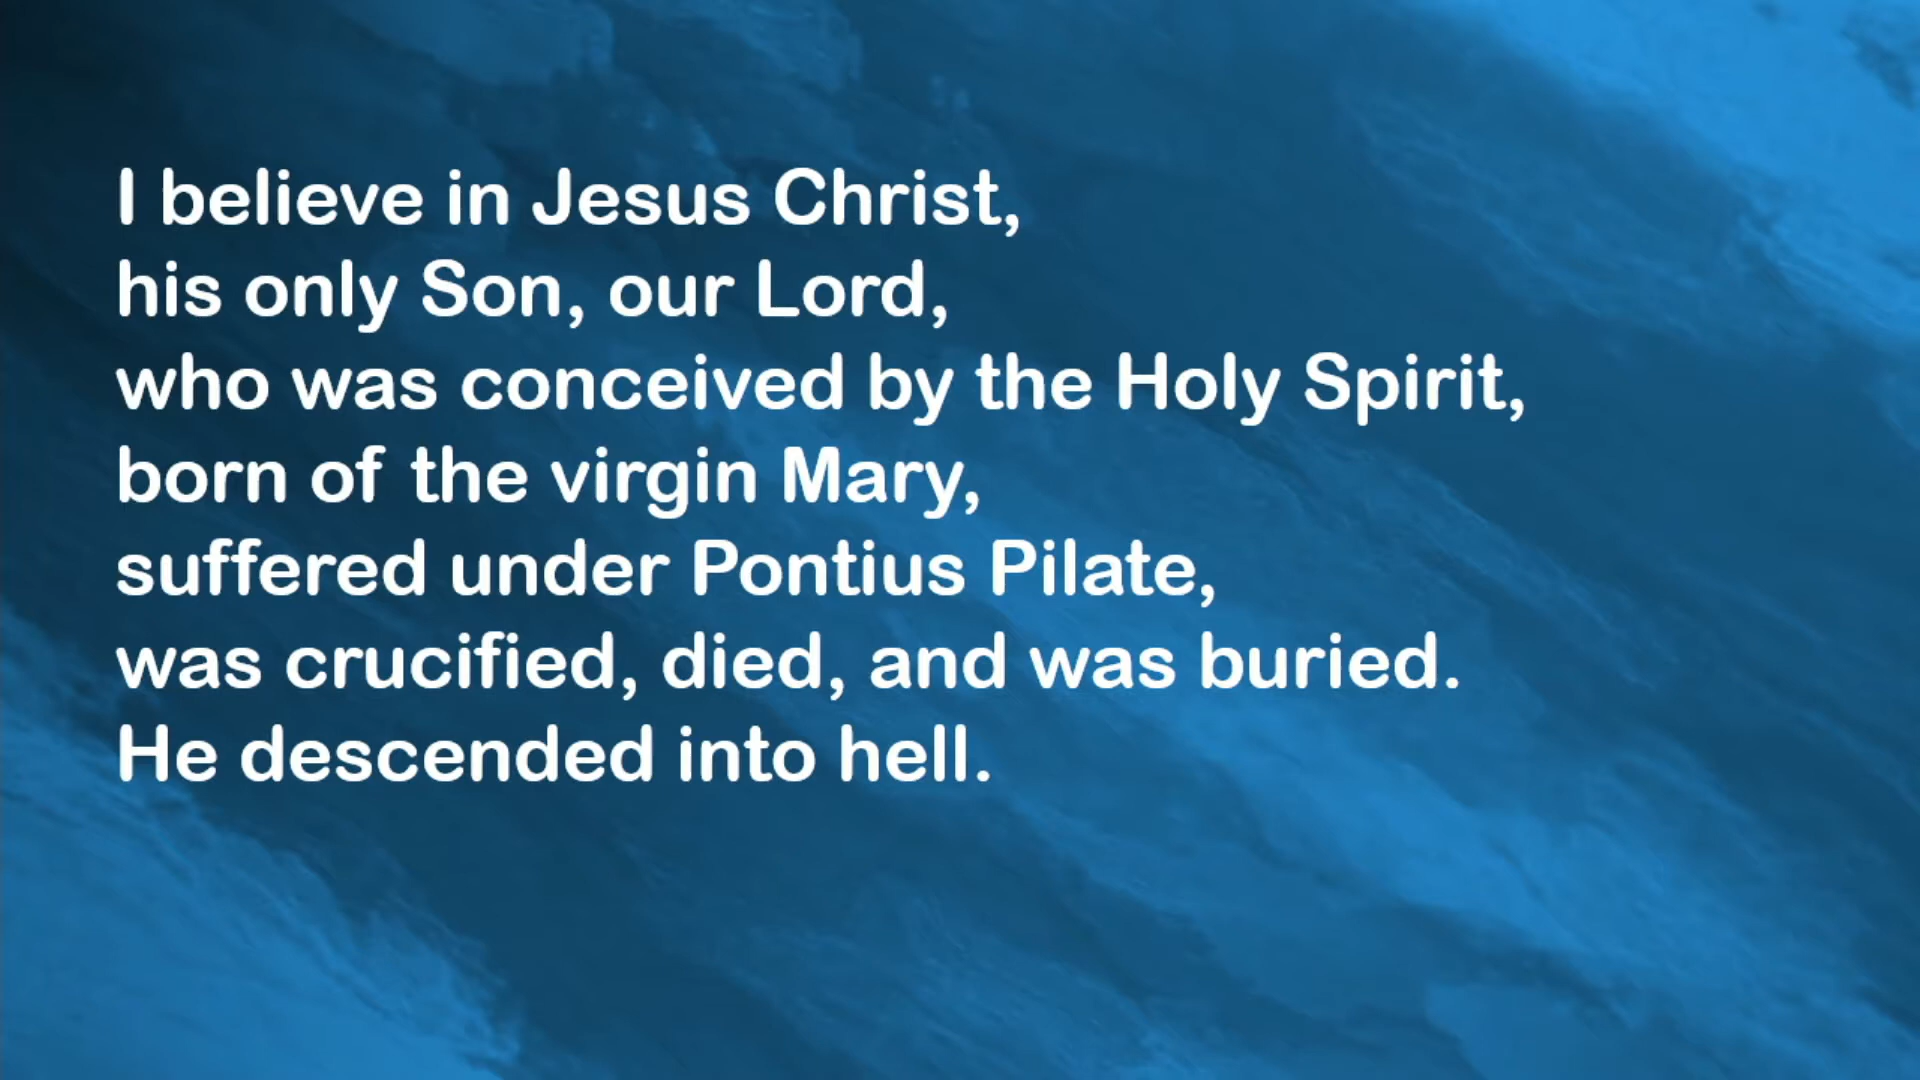 I believe in Jesus Christ,
his only Son, our Lord,
who was conceived by the Holy Spirit,
born of the virgin Mary,
suffered under Pontius Pilate,
was crucified, died, and was buried.
He descended into hell.